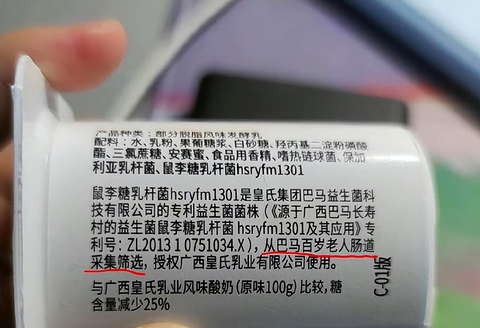 产品种类：部分脱脂风味发酵乳
配料：水、乳粉、果葡糖浆、白砂糖、羟丙基二淀粉磷酸
酯、三氯蔗糖、安赛蜜、食品用香精、嗜热链球菌、保加
利亚乳杆菌、鼠李糖乳杆菌hsryfm1301
鼠李糖乳杆菌hsryfm1301是皇氏集团巴马益生菌科
技有限公司的专利益生菌菌株（《源于广西巴马长寿
村的益生菌鼠李糖乳杆菌 hsryfm1301及其应用》专
利号：ZL2013 1 0751034.X），从巴马百岁老人肠道
采集筛选，授权广西皇氏乳业有限公司使用。
与广西皇氏乳业风味酸奶（原味100g）比较，糖
含量减少25%
C-01版